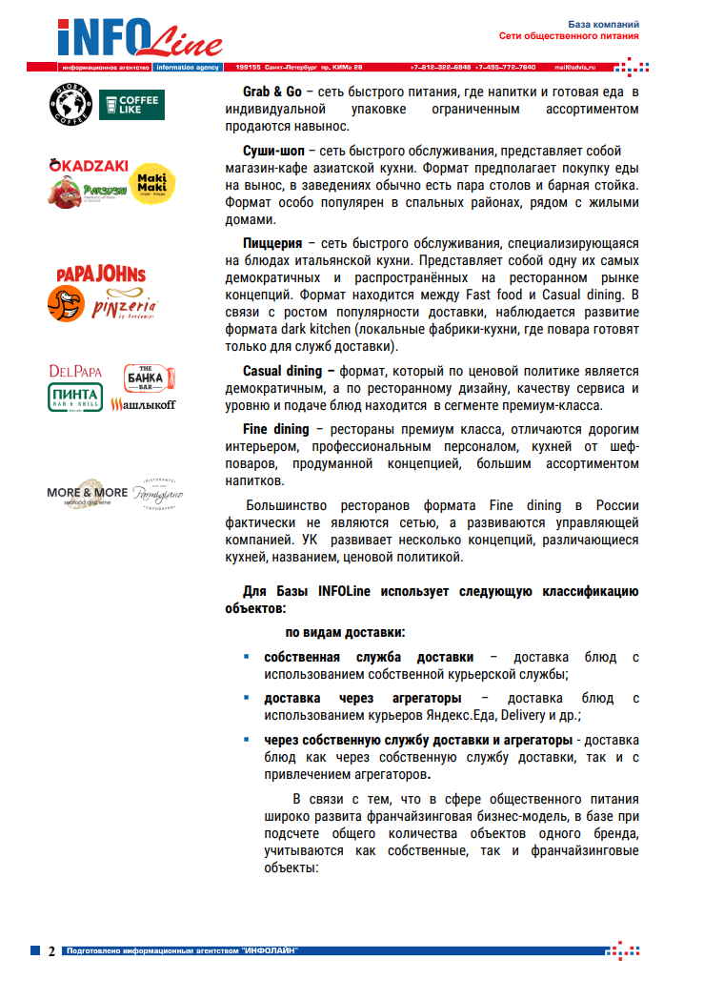 iNFOLine
База компаний
Сети общественного питания
информационное агентство information agency 199155 Санкт-Петербург пр. КИМа 28 +7-812-322-6848 +7-495-772-7640 mail@advis.ru
GLOBAL COFFEE
COFFEE LIKE
Grab & Go – сеть быстрого питания, где напитки и готовая еда в
индивидуальной упаковке ограниченным ассортиментом
продаются навынос.
ŌKADZAKI
Maki Maki
Суши-шоп – сеть быстрого обслуживания, представляет собой
магазин-кафе азиатской кухни. Формат предполагает покупку еды
на вынос, в заведениях обычно есть пара столов и барная стойка.
Формат особо популярен в спальных районах, рядом с жилыми
домами.
PAPA JOHNS
pinzeria
by Bontempi
Пиццерия – сеть быстрого обслуживания, специализирующаяся
на блюдах итальянской кухни. Представляет собой одну их самых
демократичных и распространённых на ресторанном рынке
концепций. Формат находится между Fast food и Casual dining. В
связи с ростом популярности доставки, наблюдается развитие
формата dark kitchen (локальные фабрики-кухни, где повара готовят
только для служб доставки).
DEL PAPA
THE БАНКА BAR
ПИНТА
BAR & GRILL
Шашлыкоff
Casual dining – формат, который по ценовой политике является
демократичным, а по ресторанному дизайну, качеству сервиса и
уровню и подаче блюд находится в сегменте премиум-класса.
Fine dining – рестораны премиум класса, отличаются дорогим
интерьером, профессиональным персоналом, кухней от шеф-
поваров, продуманной концепцией, большим ассортиментом
напитков.
MORE & MORE
seafood and wine
RISTORANTE
Parmigiano
СЫРОВАРНЯ
Большинство ресторанов формата Fine dining в России
фактически не являются сетью, а развиваются управляющей
компанией. УК развивает несколько концепций, различающиеся
кухней, названием, ценовой политикой.
Для Базы INFOLine использует следующую классификацию
объектов:
по видам доставки:
▪ собственная служба доставки – доставка блюд с
использованием собственной курьерской службы;
▪ доставка через агрегаторы – доставка блюд с
использованием курьеров Яндекс.Еда, Delivery и др.;
▪ через собственную службу доставки и агрегаторы - доставка
блюд как через собственную службу доставки, так и с
привлечением агрегаторов.
В связи с тем, что в сфере общественного питания
широко развита франчайзинговая бизнес-модель, в базе при
подсчете общего количества объектов одного бренда,
учитываются как собственные, так и франчайзинговые
объекты:
2 Подготовлено информационным агентством "ИНФОЛАЙН"